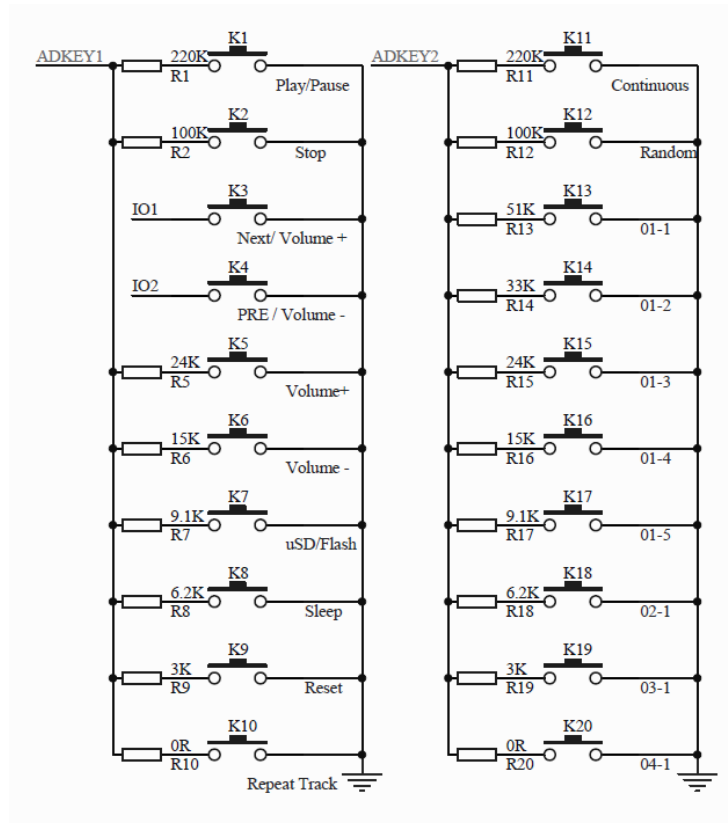 K1
ADKEY1 220K
R1
Play/Pause
K2
100K
R2
Stop
K3
IO1
Next/ Volume +
K4
IO2
PRE / Volume -
K5
24K
R5
Volume+
K6
15K
R6
Volume -
K7
9.1K
R7
uSD/Flash
K8
6.2K
R8
Sleep
K9
3K
R9
Reset
K10
0R
R10
Repeat Track
K11
ADKEY2 220K
R11
Continuous
K12
100K
R12
Random
K13
51K
R13
01-1
K14
33K
R14
01-2
K15
24K
R15
01-3
K16
15K
R16
01-4
K17
9.1K
R17
01-5
K18
6.2K
R18
02-1
K19
3K
R19
03-1
K20
0R
R20
04-1